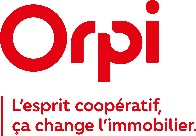 Orpi
L'esprit coopératif,
ça change l'immobilier.